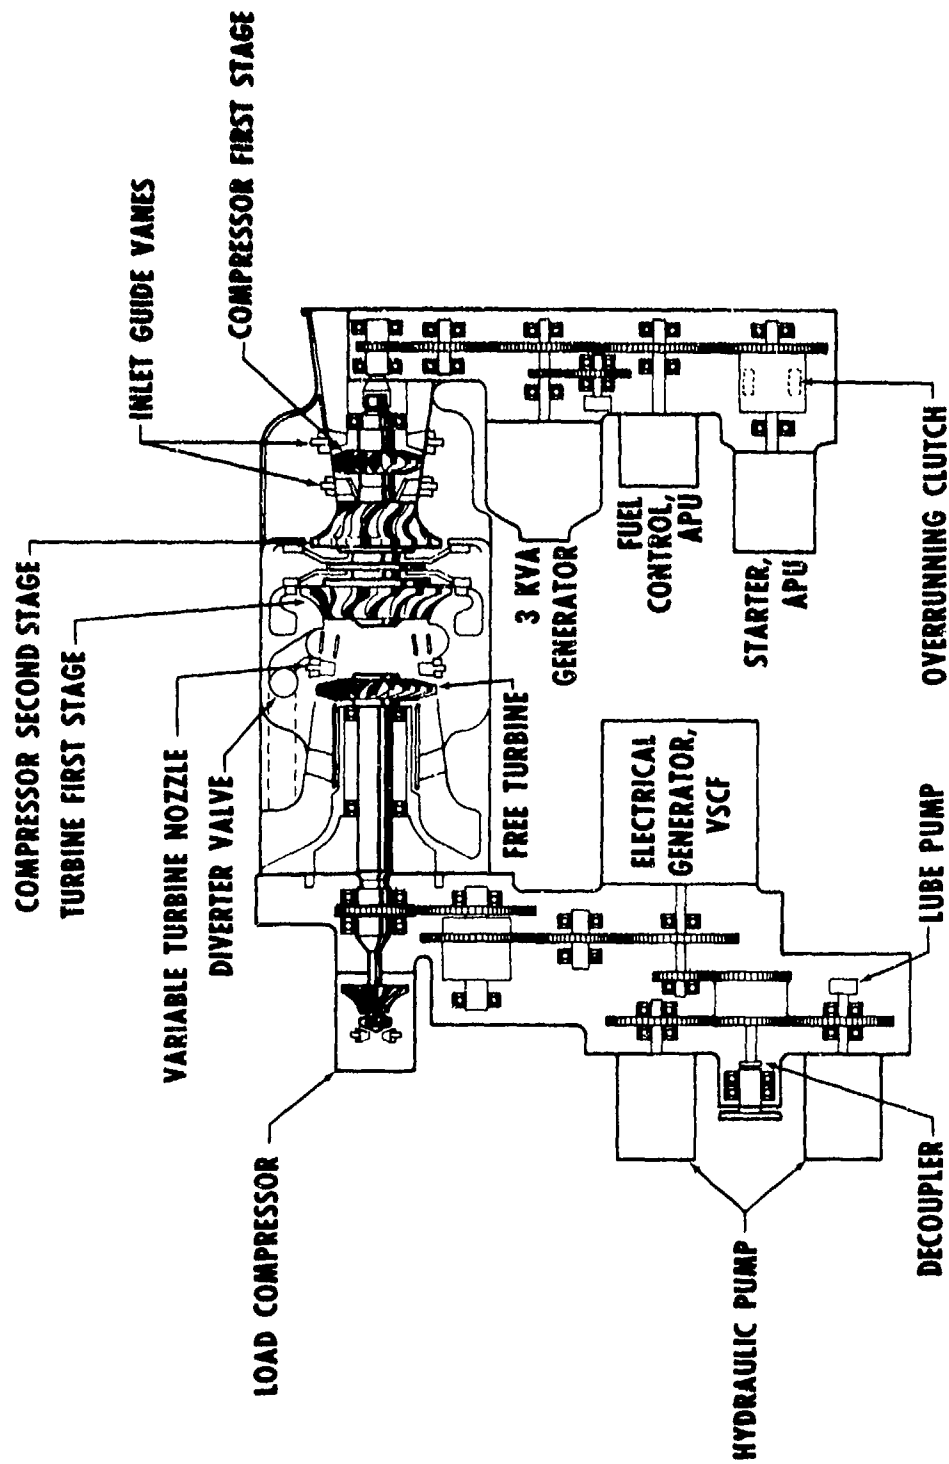 COMPRESSOR SECOND STAGE
TURBINE FIRST STAGE
VARIABLE TURBINE NOZZLE
DIVERTER VALVE
INLET GUIDE VANES
COMPRESSOR FIRST STAGE
LOAD COMPRESSOR
FREE TURBINE
3 KVA
GENERATOR
FUEL
CONTROL,
APU
STARTER,
APU
OVERRUNNING CLUTCH
ELECTRICAL
GENERATOR,
VSCF
LUBE PUMP
HYDRAULIC PUMP
DECOUPLER